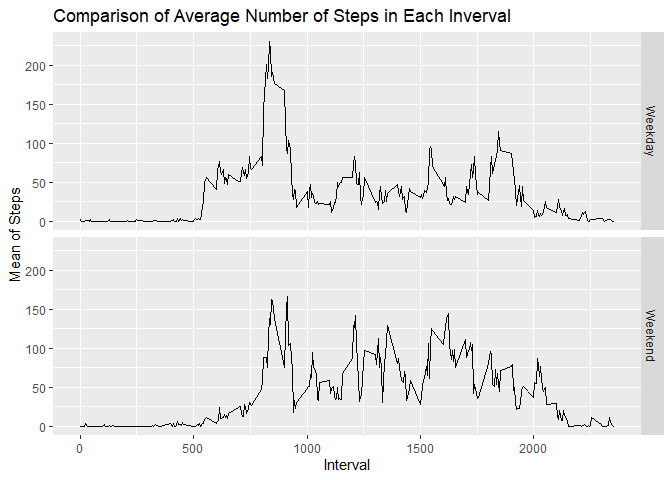 Comparison of Average Number of Steps in Each Inverval
200
150
100
50
0
Weekday
Mean of Steps
200
150
100
50
0
Weekend
0 500 1000 1500 2000
Interval